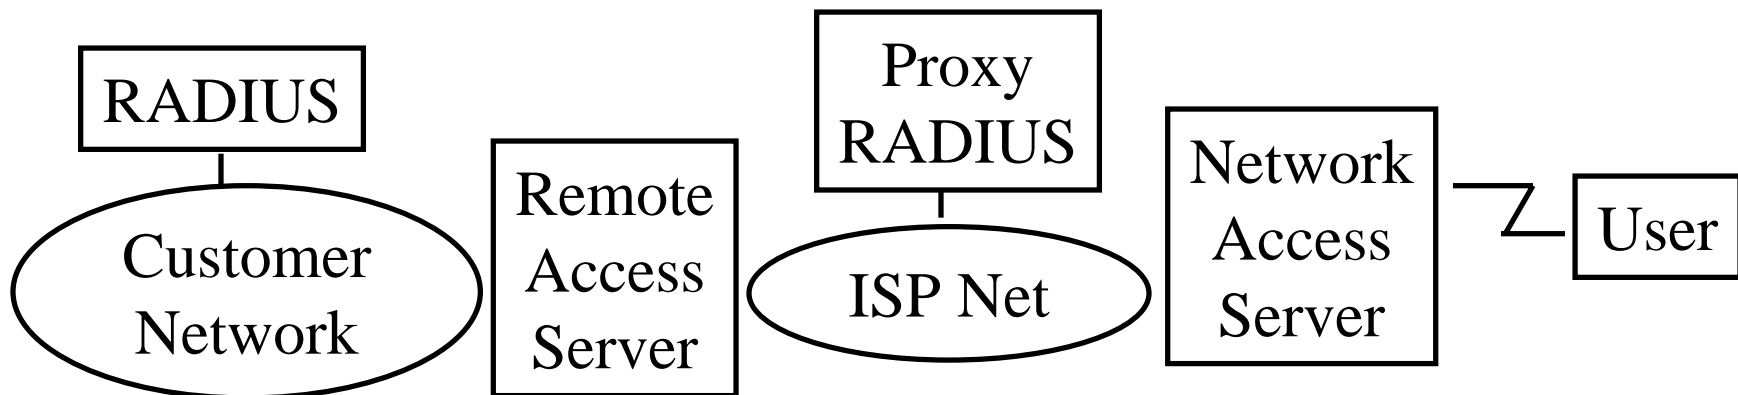 RADIUS
Customer
Network
Remote
Access
Server
Proxy
RADIUS
ISP Net
Network
Access
Server
User